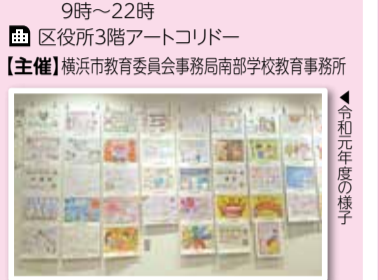 9時～22時
区役所3階アートコリドー
【主催】横浜市教育委員会事務局南部学校教育事務所
◀令和元年度の様子